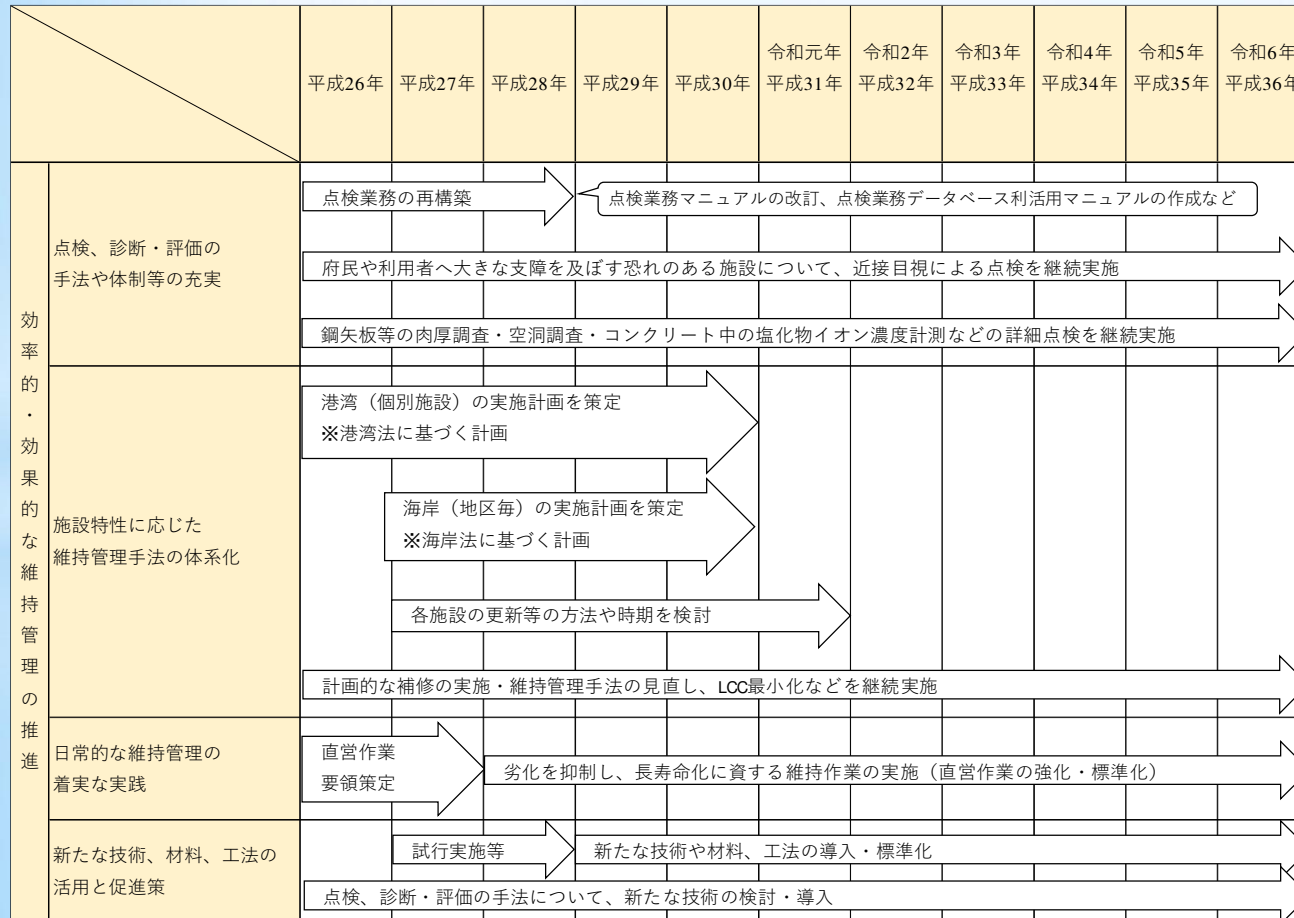 令和元年 令和2年 令和3年 令和4年 令和5年 令和6年
平成26年 平成27年 平成28年 平成29年 平成30年 平成31年 平成32年 平成33年 平成34年 平成35年 平成36年
効率的・効果的な維持管理の推進
点検、診断・評価の
手法や体制等の充実
点検業務の再構築
点検業務マニュアルの改訂、点検業務データベース利活用マニュアルの作成など
府民や利用者へ大きな支障を及ぼす恐れのある施設について、近接目視による点検を継続実施
鋼矢板等の肉厚調査・空洞調査・コンクリート中の塩化物イオン濃度計測などの詳細点検を継続実施
施設特性に応じた
維持管理手法の体系化
港湾（個別施設）の実施計画を策定
※港湾法に基づく計画
海岸（地区毎）の実施計画を策定
※海岸法に基づく計画
各施設の更新等の方法や時期を検討
計画的な補修の実施・維持管理手法の見直し、LCC最小化などを継続実施
日常的な維持管理の
着実な実践
直営作業
要領策定
劣化を抑制し、長寿命化に資する維持作業の実施（直営作業の強化・標準化）
新たな技術、材料、工法の
活用と促進策
試行実施等
新たな技術や材料、工法の導入・標準化
点検、診断・評価の手法について、新たな技術の検討・導入